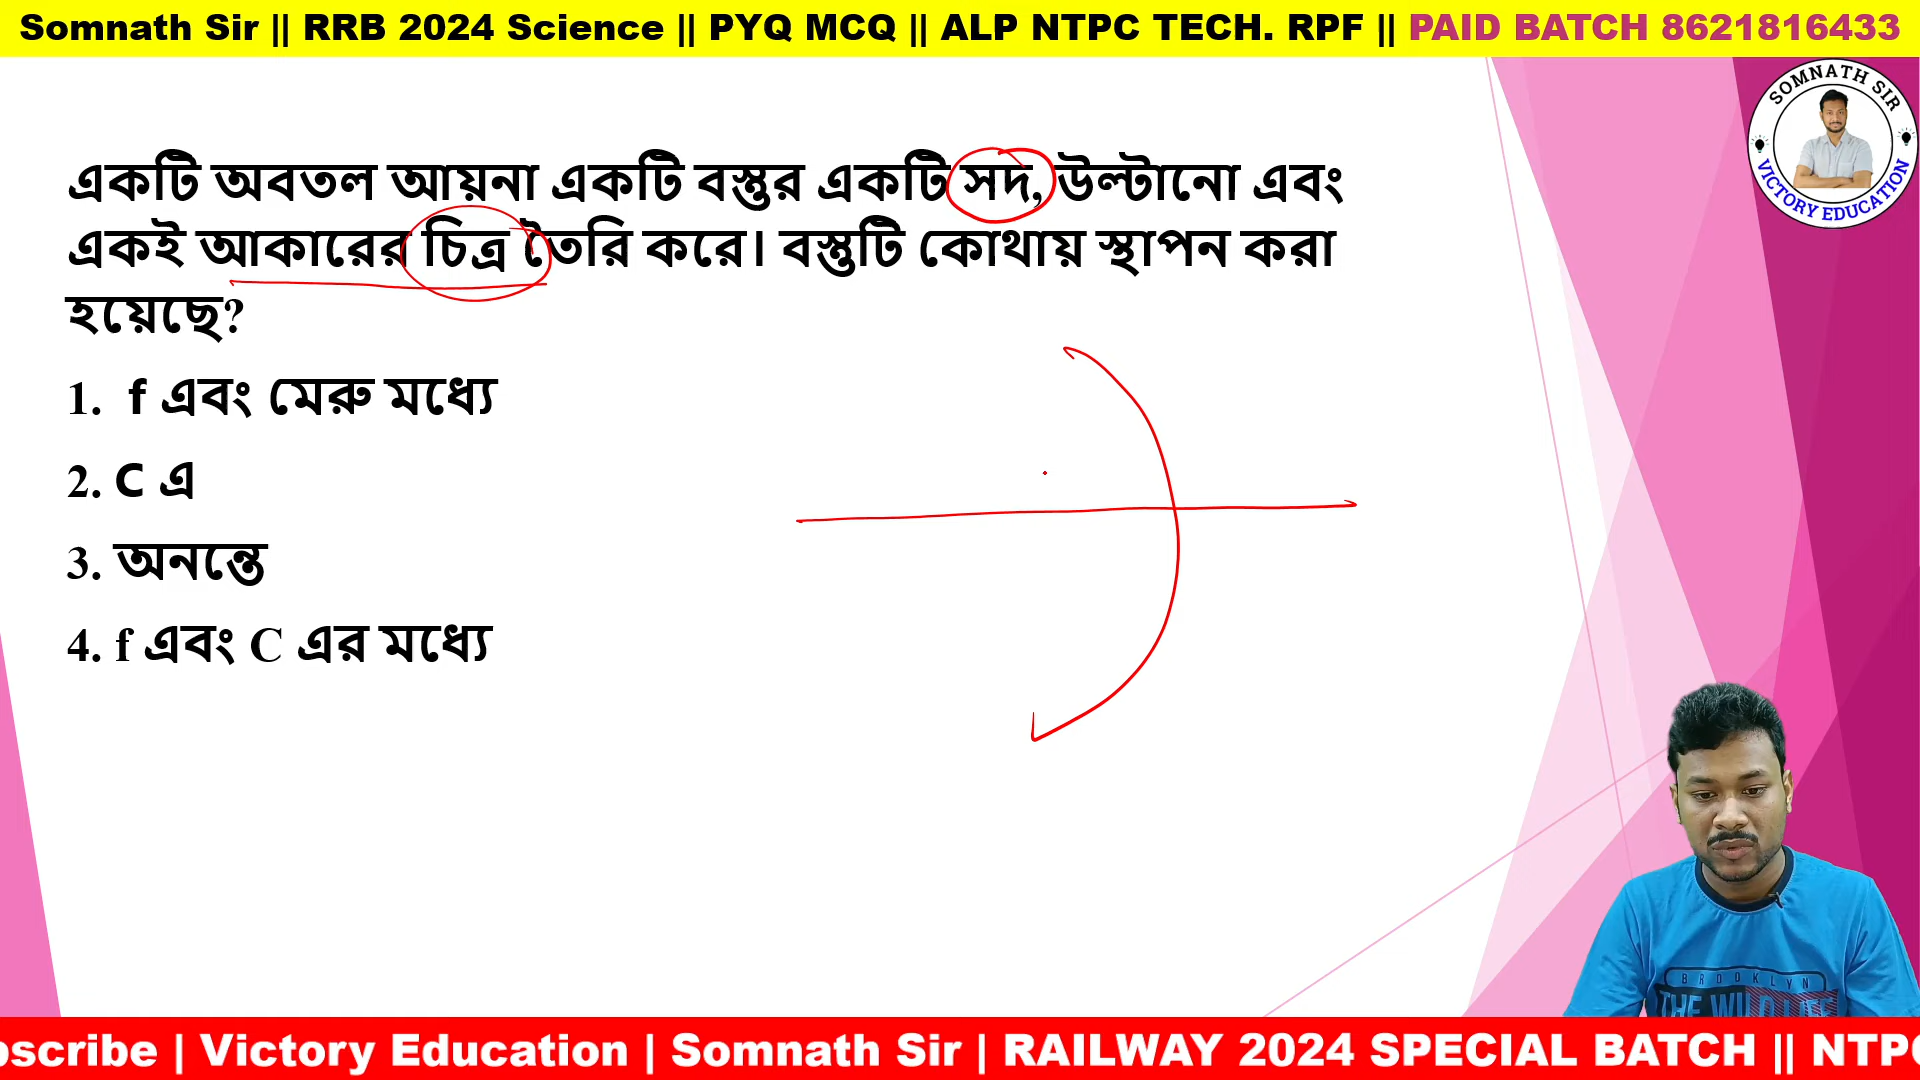 Somnath Sir || RRB 2024 Science || PYQ MCQ || ALP NTPC TECH. RPF || PAID BATCH 8621816433
SOMNATH SIR
VICTORY EDUCATION
একটি অবতল আয়না একটি বস্তুর একটি সদ, উল্টানো এবং
একই আকারের চিত্র তৈরি করে। বস্তুটি কোথায় স্থাপন করা
হয়েছে?
1. f এবং মেরু মধ্যে
2. C এ
3. অনন্তে
4. f এবং C এর মধ্যে
BROOKLYN
bscribe | Victory Education | Somnath Sir | RAILWAY 2024 SPECIAL BATCH || NTPC